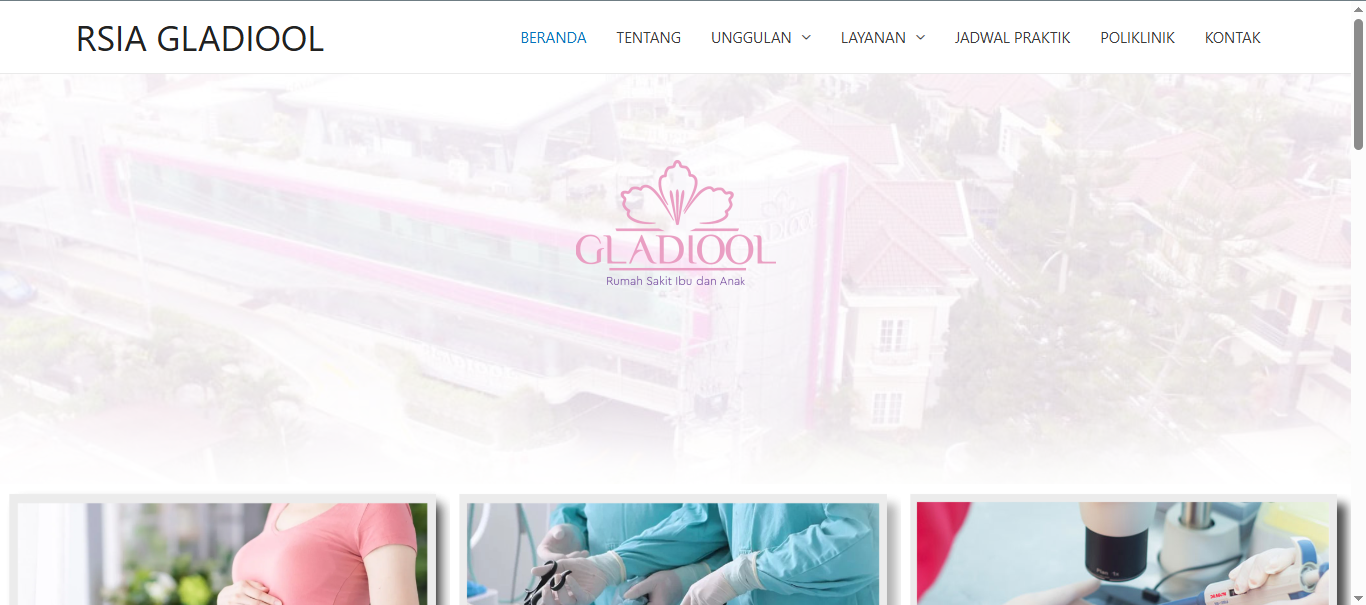 RSIA GLADIOOL
BERANDA TENTANG UNGGULAN LAYANAN JADWAL PRAKTIK POLIKLINIK KONTAK
GLADIOOL
Rumah Sakit Ibu dan Anak